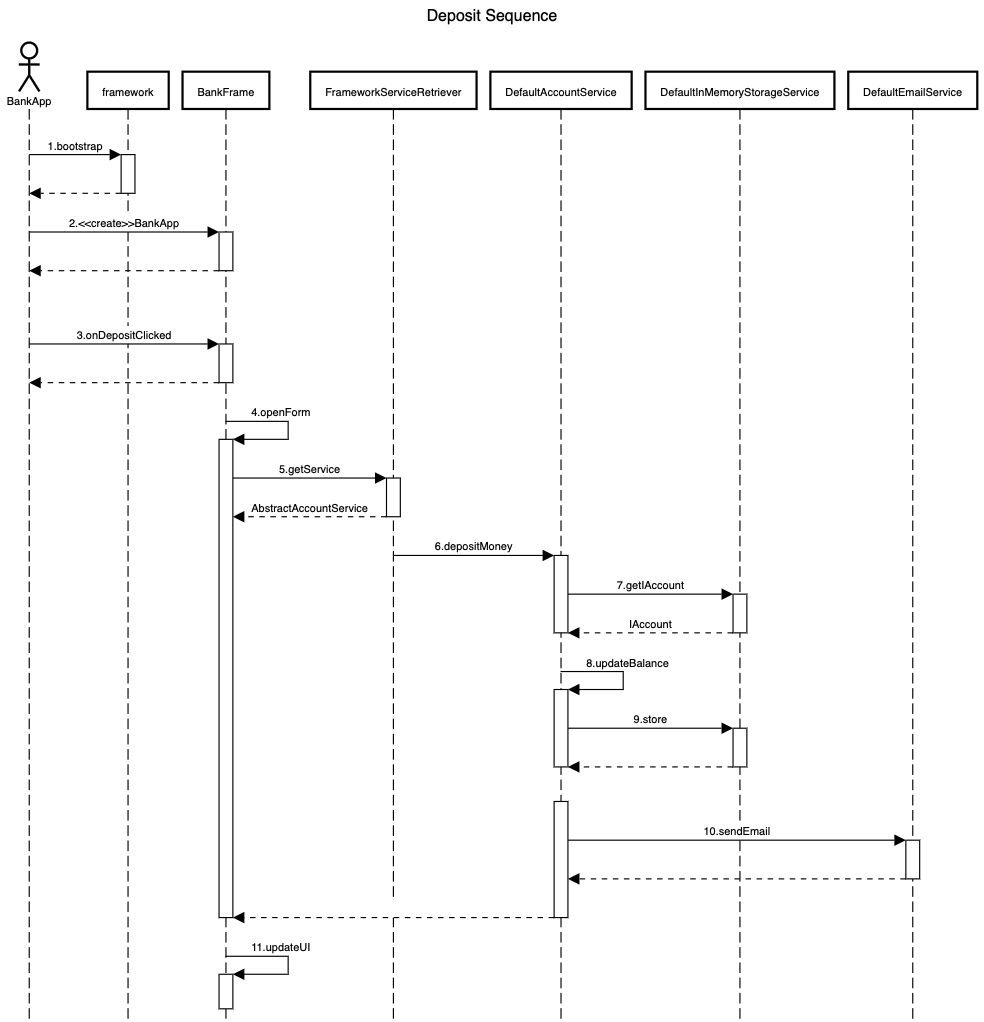 Deposit Sequence
BankApp
framework
BankFrame
FrameworkServiceRetriever
DefaultAccountService
DefaultInMemoryStorageService
DefaultEmailService
1.bootstrap
2.<<create>>BankApp
3.onDepositClicked
4.openForm
5.getService
AbstractAccountService
6.depositMoney
7.getIAccount
IAccount
8.updateBalance
9.store
10.sendEmail
11.updateUI